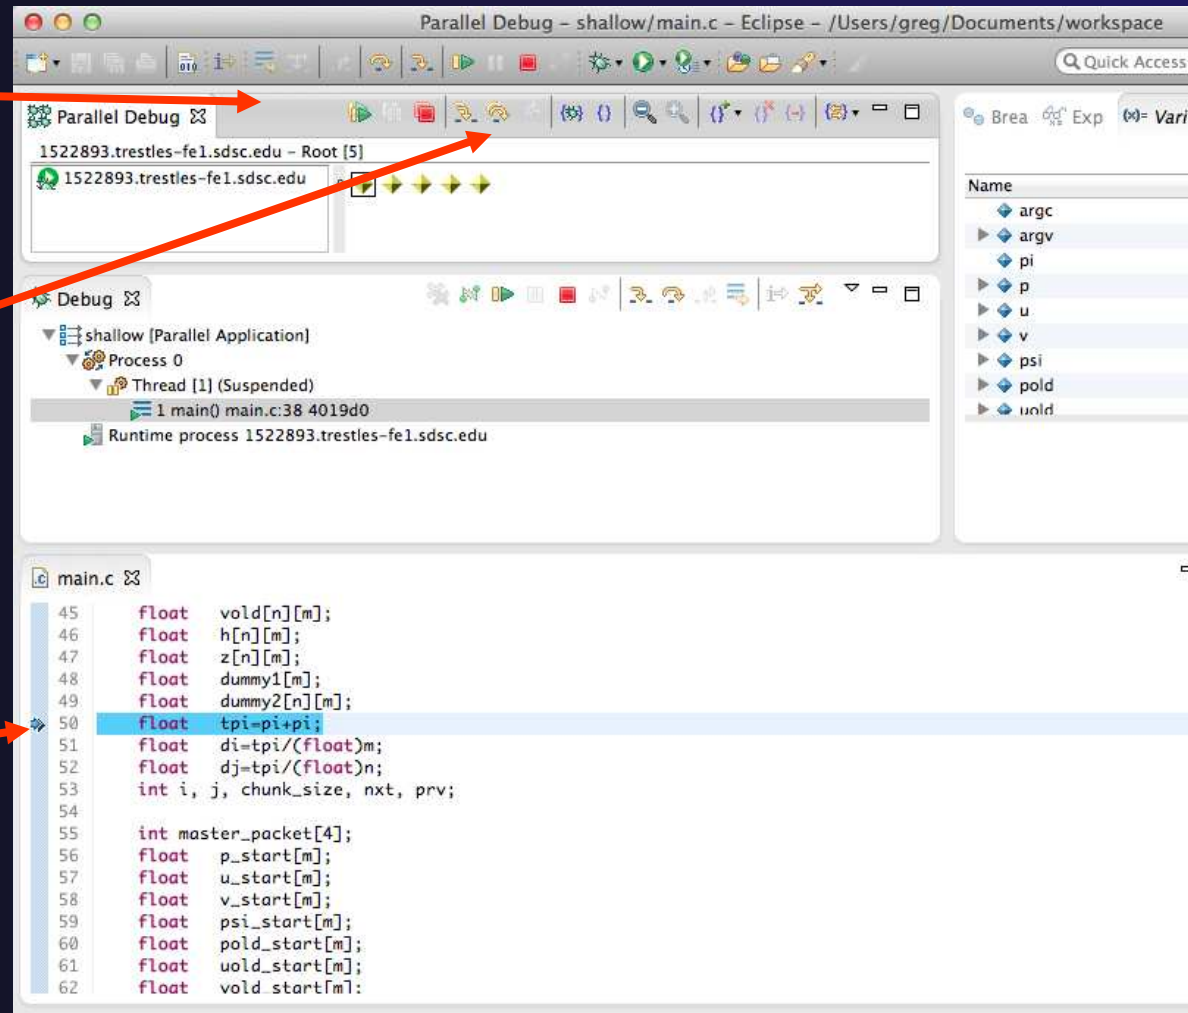 Parallel Debug – shallow/main.c – Eclipse – /Users/greg/Documents/workspace
Quick Access
Parallel Debug
1522893.trestles-fe1.sdsc.edu – Root [5]
1522893.trestles-fe1.sdsc.edu
Brea Exp (x)= Vari
Name
argc
argv
pi
p
u
v
psi
pold
uold
Debug
shallow [Parallel Application]
Process 0
Thread [1] (Suspended)
1 main() main.c:38 4019d0
Runtime process 1522893.trestles-fe1.sdsc.edu
main.c
45 float vold[n][m];
46 float h[n][m];
47 float z[n][m];
48 float dummy1[m];
49 float dummy2[n][m];
50 float tpi=pi+pi;
51 float di=tpi/(float)m;
52 float dj=tpi/(float)n;
53 int i, j, chunk_size, nxt, prv;
54
55 int master_packet[4];
56 float p_start[m];
57 float u_start[m];
58 float v_start[m];
59 float psi_start[m];
60 float pold_start[m];
61 float uold_start[m];
62 float vold_start[m];